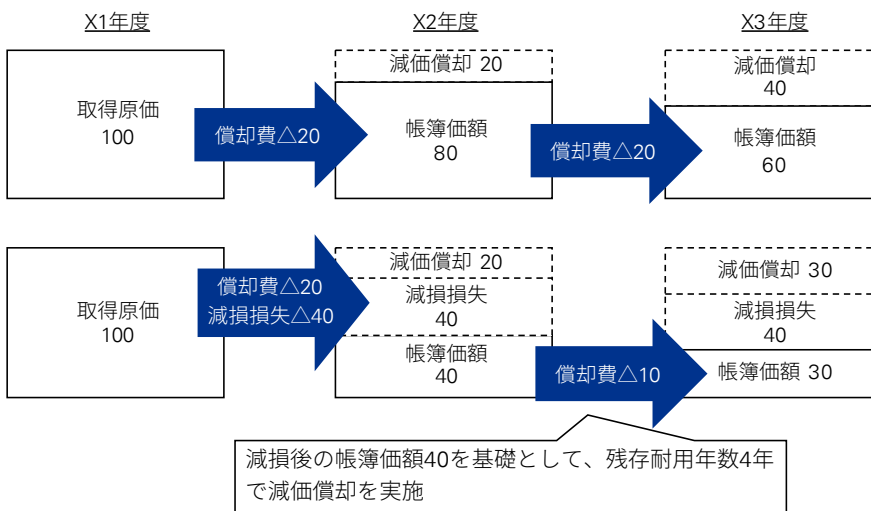 X1年度
X2年度
X3年度
取得原価
100
償却費△20
減価償却 20
帳簿価額
80
償却費△20
減価償却
40
帳簿価額
60
取得原価
100
償却費△20
減損損失△40
減価償却 20
減損損失
40
帳簿価額
40
償却費△10
減価償却 30
減損損失
40
帳簿価額 30
減損後の帳簿価額40を基礎として、残存耐用年数4年
で減価償却を実施